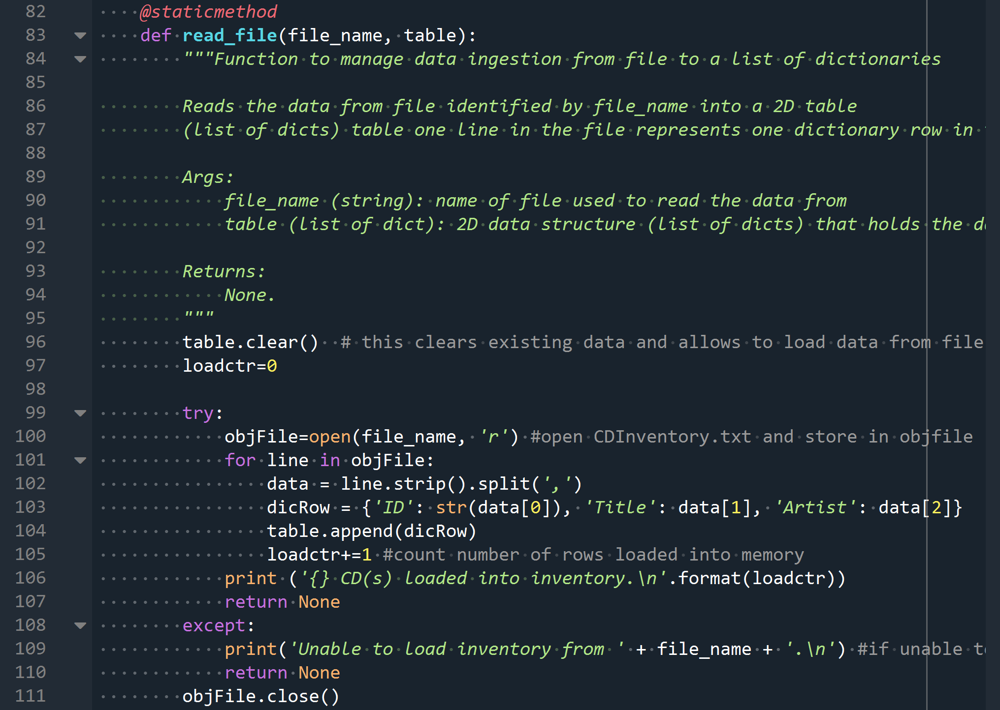 82 @staticmethod
83 def read_file(file_name, table):
84 """Function to manage data ingestion from file to a list of dictionaries
85
86 Reads the data from file identified by file_name into a 2D table
87 (list of dicts) table one line in the file represents one dictionary row in
88
89 Args:
90 file_name (string): name of file used to read the data from
91 table (list of dict): 2D data structure (list of dicts) that holds the
92
93 Returns:
94 None.
95 """
96 table.clear()  # this clears existing data and allows to load data from file
97 loadctr=0
98
99 try:
100 objFile=open(file_name, 'r') #open CDInventory.txt and store in objfile
101 for line in objFile:
102 data = line.strip().split(',')
103 dicRow = {'ID': str(data[0]), 'Title': data[1], 'Artist': data[2]}
104 table.append(dicRow)
105 loadctr+=1 #count number of rows loaded into memory
106 print ('{} CD(s) loaded into inventory.\n'.format(loadctr))
107 return None
108 except:
109 print('Unable to load inventory from ' + file_name + '.\n') #if unable
110 return None
111 objFile.close()